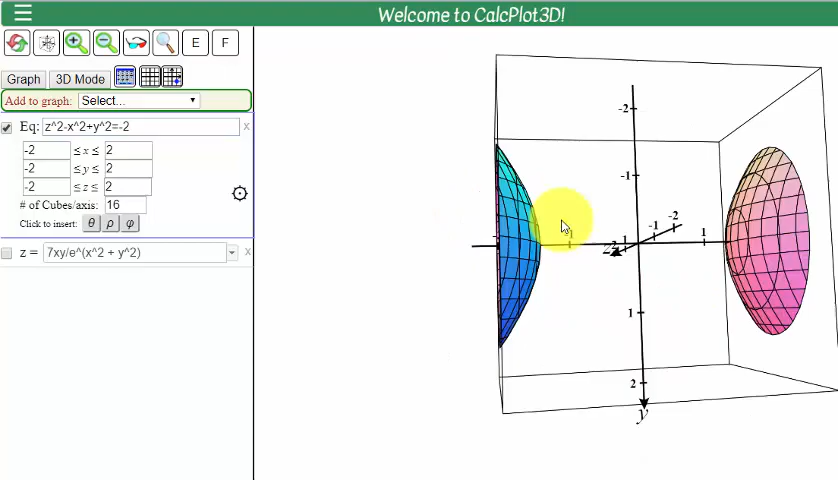 Welcome to CalcPlot3D!
E F
Graph 3D Mode
Add to graph: Select...
Eq: z^2-x^2+y^2=-2 x
-2 ≤ x ≤ 2
-2 ≤ y ≤ 2
-2 ≤ z ≤ 2
# of Cubes/axis: 16
Click to insert: θ ρ φ
z = 7xy/e^(x^2 + y^2) x
-2
-1
-2
-1
1
-1
z
2
1
1
2
y